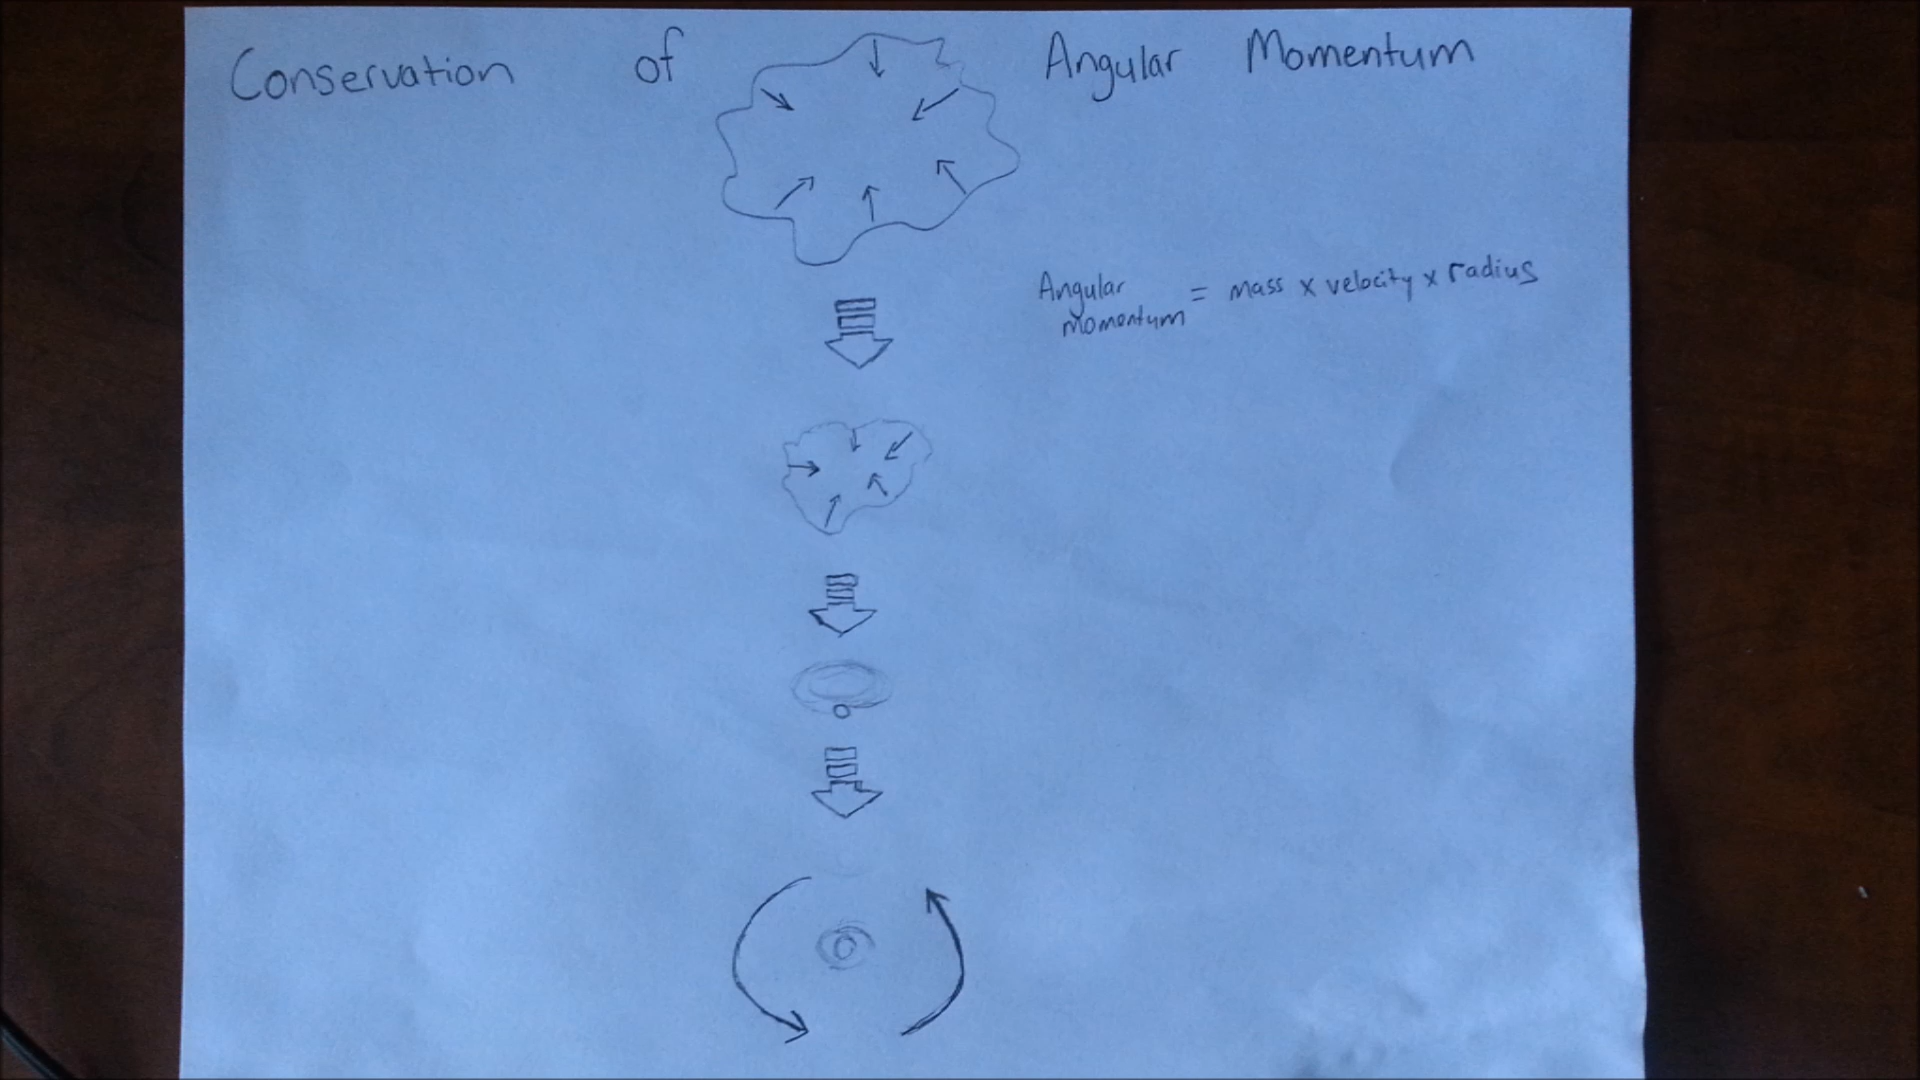 Conservation of Angular Momentum
Angular momentum = mass x velocity x radius